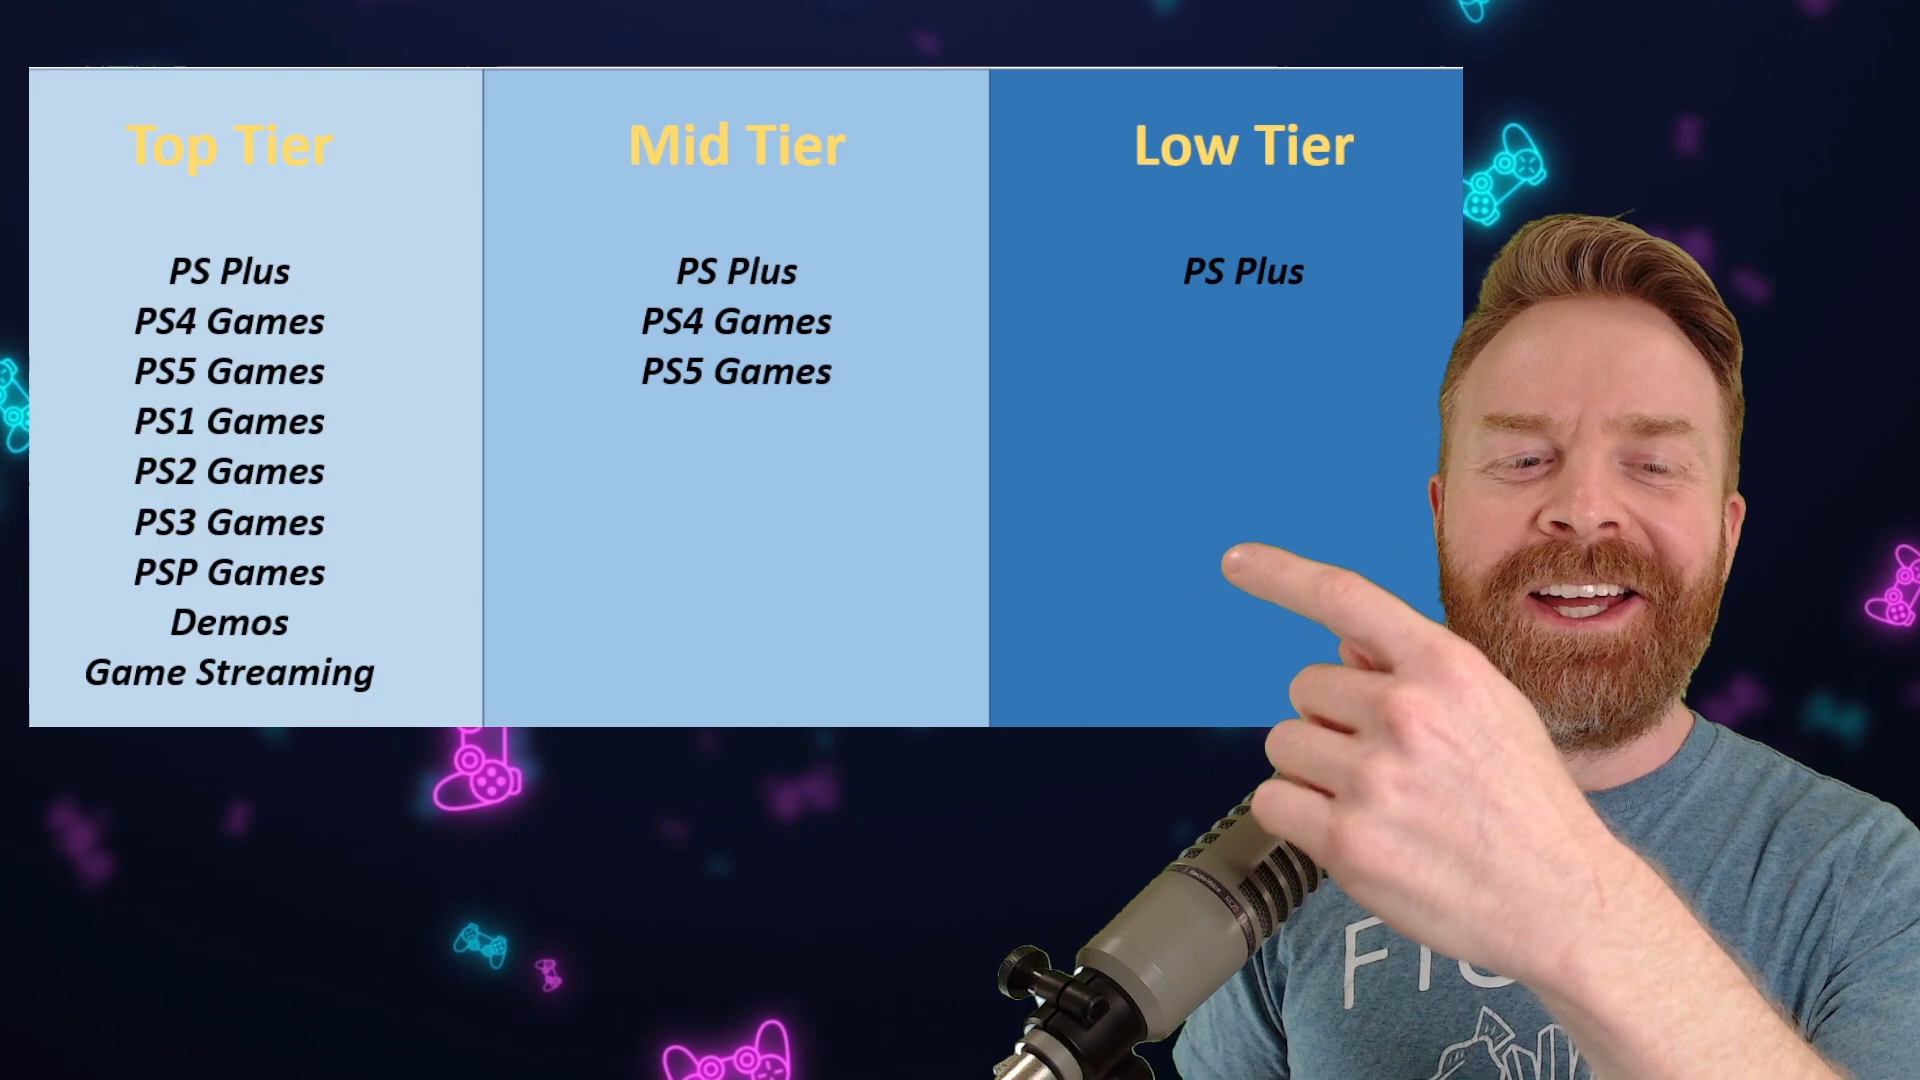 Top Tier
PS Plus
PS4 Games
PS5 Games
PS1 Games
PS2 Games
PS3 Games
PSP Games
Demos
Game Streaming
Mid Tier
PS Plus
PS4 Games
PS5 Games
Low Tier
PS Plus